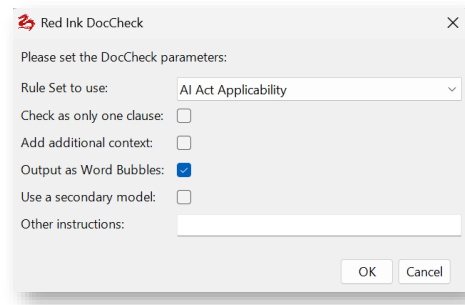 Red Ink DocCheck
Please set the DocCheck parameters:
Rule Set to use: AI Act Applicability
Check as only one clause:
Add additional context:
Output as Word Bubbles:
Use a secondary model:
Other instructions:
OK Cancel